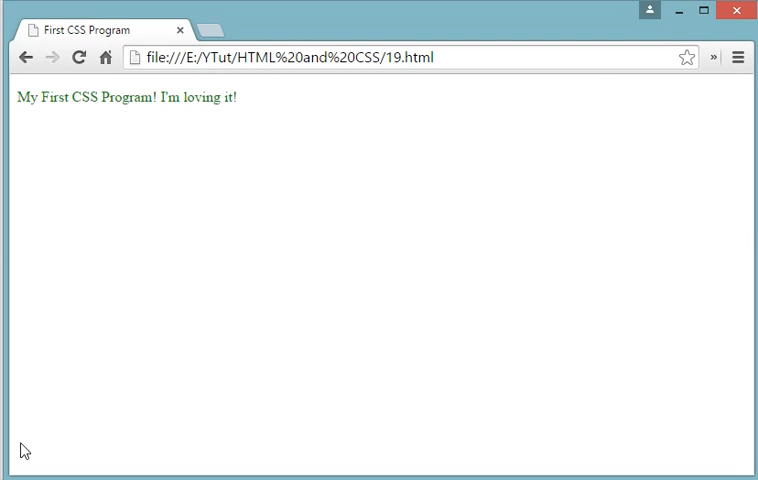 First CSS Program
file:///E:/YTut/HTML%20and%20CSS/19.html
My First CSS Program! I'm loving it!